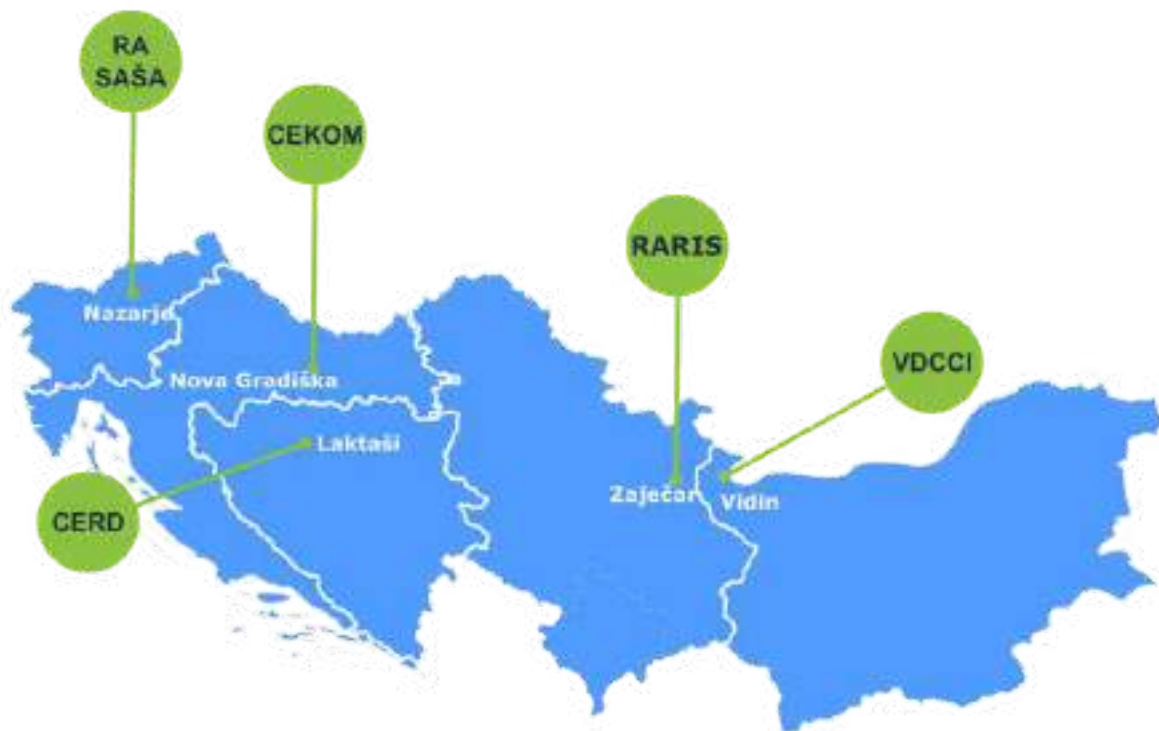 RA
SAŠA
CEKOM
RARIS
VDCCI
CERD
Nazarje
Nova Gradiška
Laktaši
Zaječar
Vidin